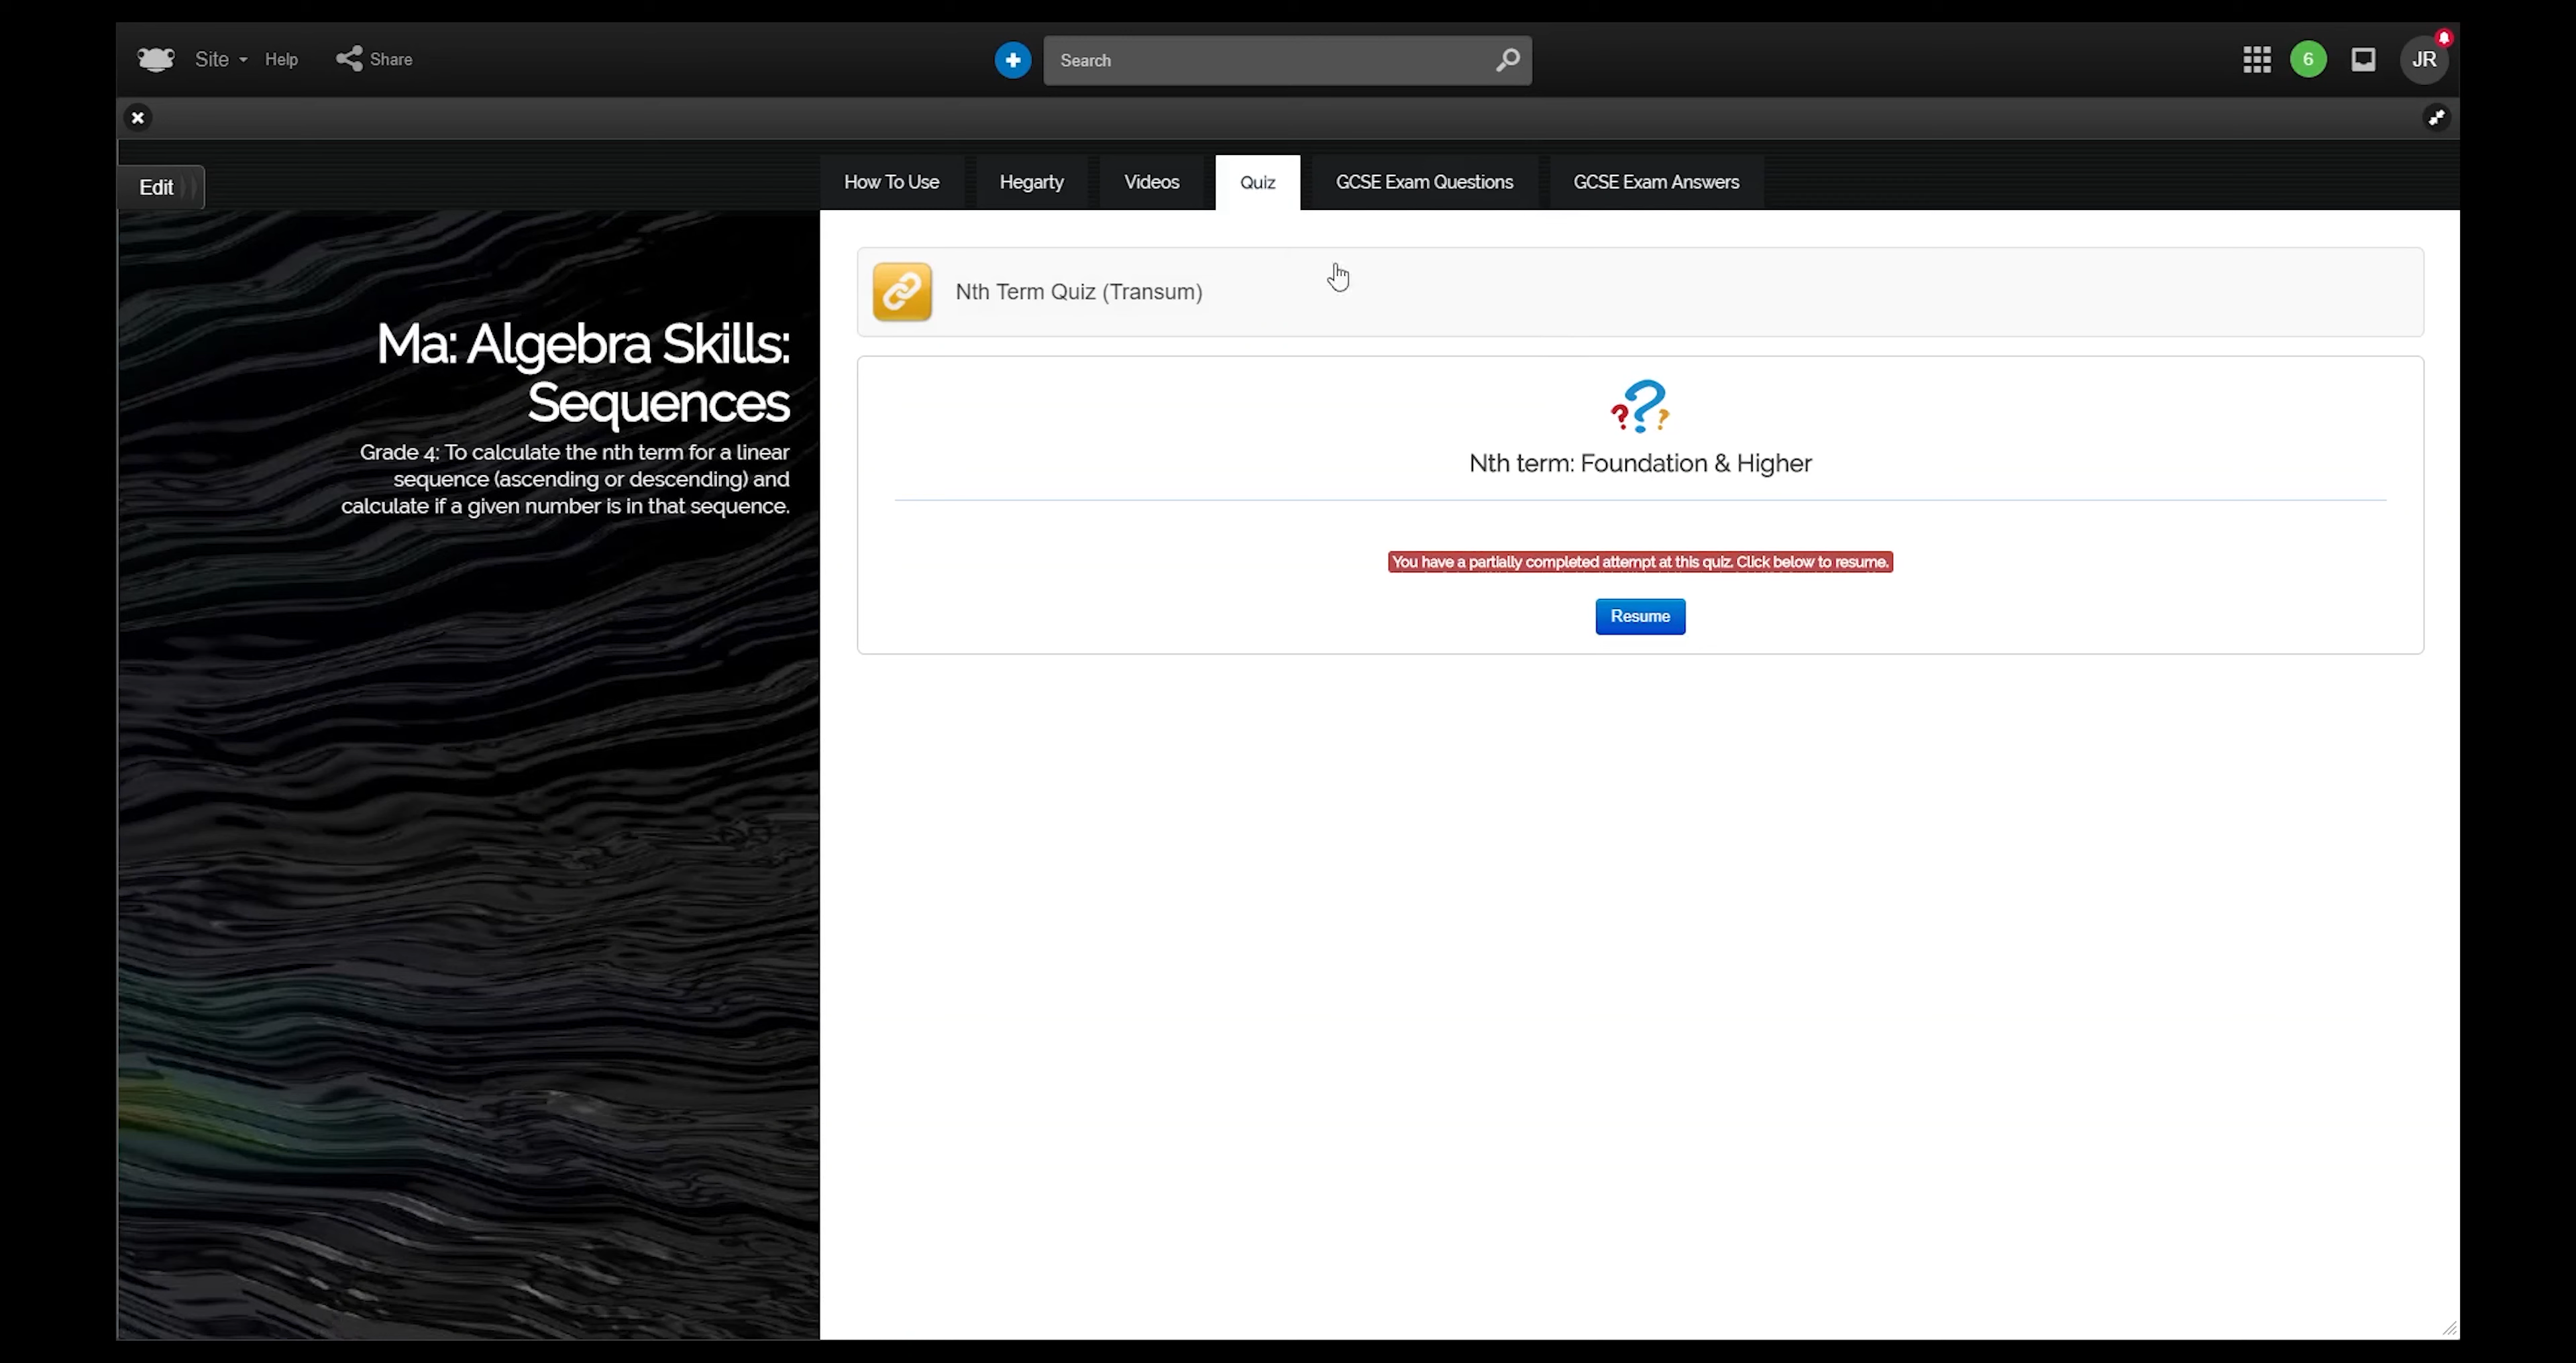 Site
Help
Share
Search
6
JR
Edit
How To Use
Hegarty
Videos
Quiz
GCSE Exam Questions
GCSE Exam Answers
Ma: Algebra Skills:
Sequences
Grade 4: To calculate the nth term for a linear
sequence (ascending or descending) and
calculate if a given number is in that sequence.
Nth Term Quiz (Transum)
???
Nth term: Foundation & Higher
You have a partially completed attempt at this quiz. Click below to resume.
Resume